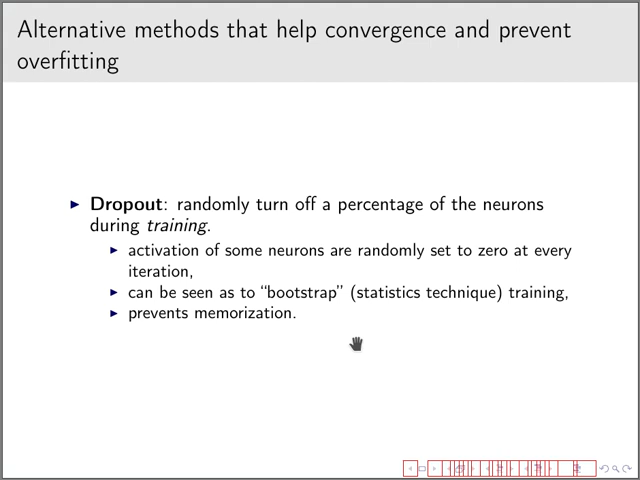 Alternative methods that help convergence and prevent
overfitting
Dropout: randomly turn off a percentage of the neurons
during training.
activation of some neurons are randomly set to zero at every
iteration,
can be seen as to “bootstrap” (statistics technique) training,
prevents memorization.